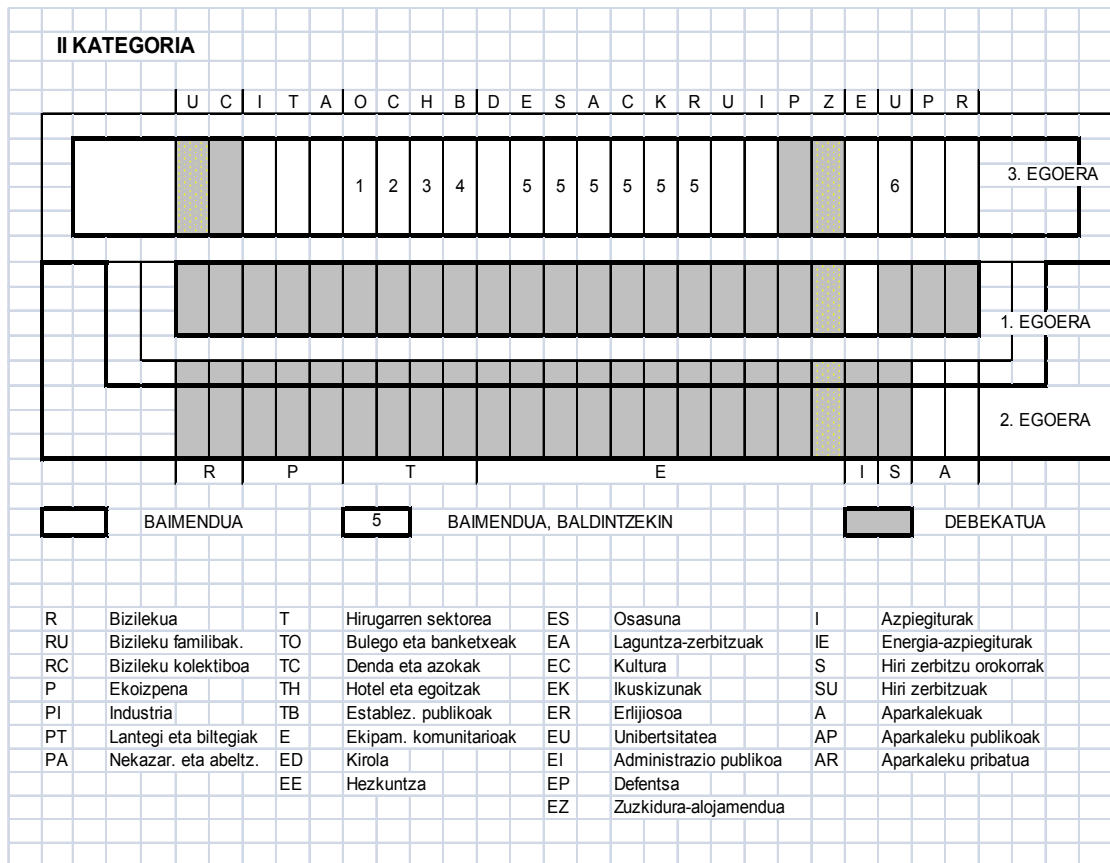 II KATEGORIA
U C I T A O C H B D E S A C K R U I P Z E U P R
1 2 3 4 5 5 5 5 5 5 6 3. EGOERA
1. EGOERA
2. EGOERA
R P T E I S A
BAIMENDUA 5 BAIMENDUA, BALDINTZEKIN DEBEKATUA
R Bizilekua T Hirugarren sektorea ES Osasuna I Azpiegiturak
RU Bizileku familibak. TO Bulego eta banketxeak EA Laguntza-zerbitzuak IE Energia-azpiegiturak
RC Bizileku kolektiboa TC Denda eta azokak EC Kultura S Hiri zerbitzu orokorrak
P Ekoizpena TH Hotel eta egoitzak EK Ikuskizunak SU Hiri zerbitzuak
PI Industria TB Establez. publikoak ER Erlijiosoa A Aparkalekuak
PT Lantegi eta biltegiak E Ekipam. komunitarioak EU Unibertsitatea AP Aparkaleku publikoak
PA Nekazar. eta abeltz. ED Kirola EI Administrazio publikoa AR Aparkaleku pribatua
EE Hezkuntza EP Defentsa
EZ Zuzkidura-alojamendua